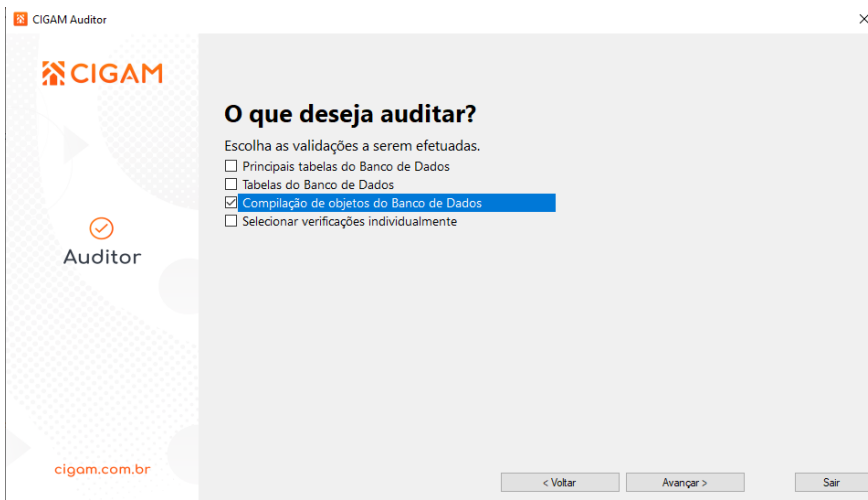 CIGAM Auditor
CIGAM
O que deseja auditar?
Escolha as validações a serem efetuadas.
Principais tabelas do Banco de Dados
Tabelas do Banco de Dados
Compilação de objetos do Banco de Dados
Selecionar verificações individualmente
Auditor
cigam.com.br
< Voltar
Avançar >
Sair